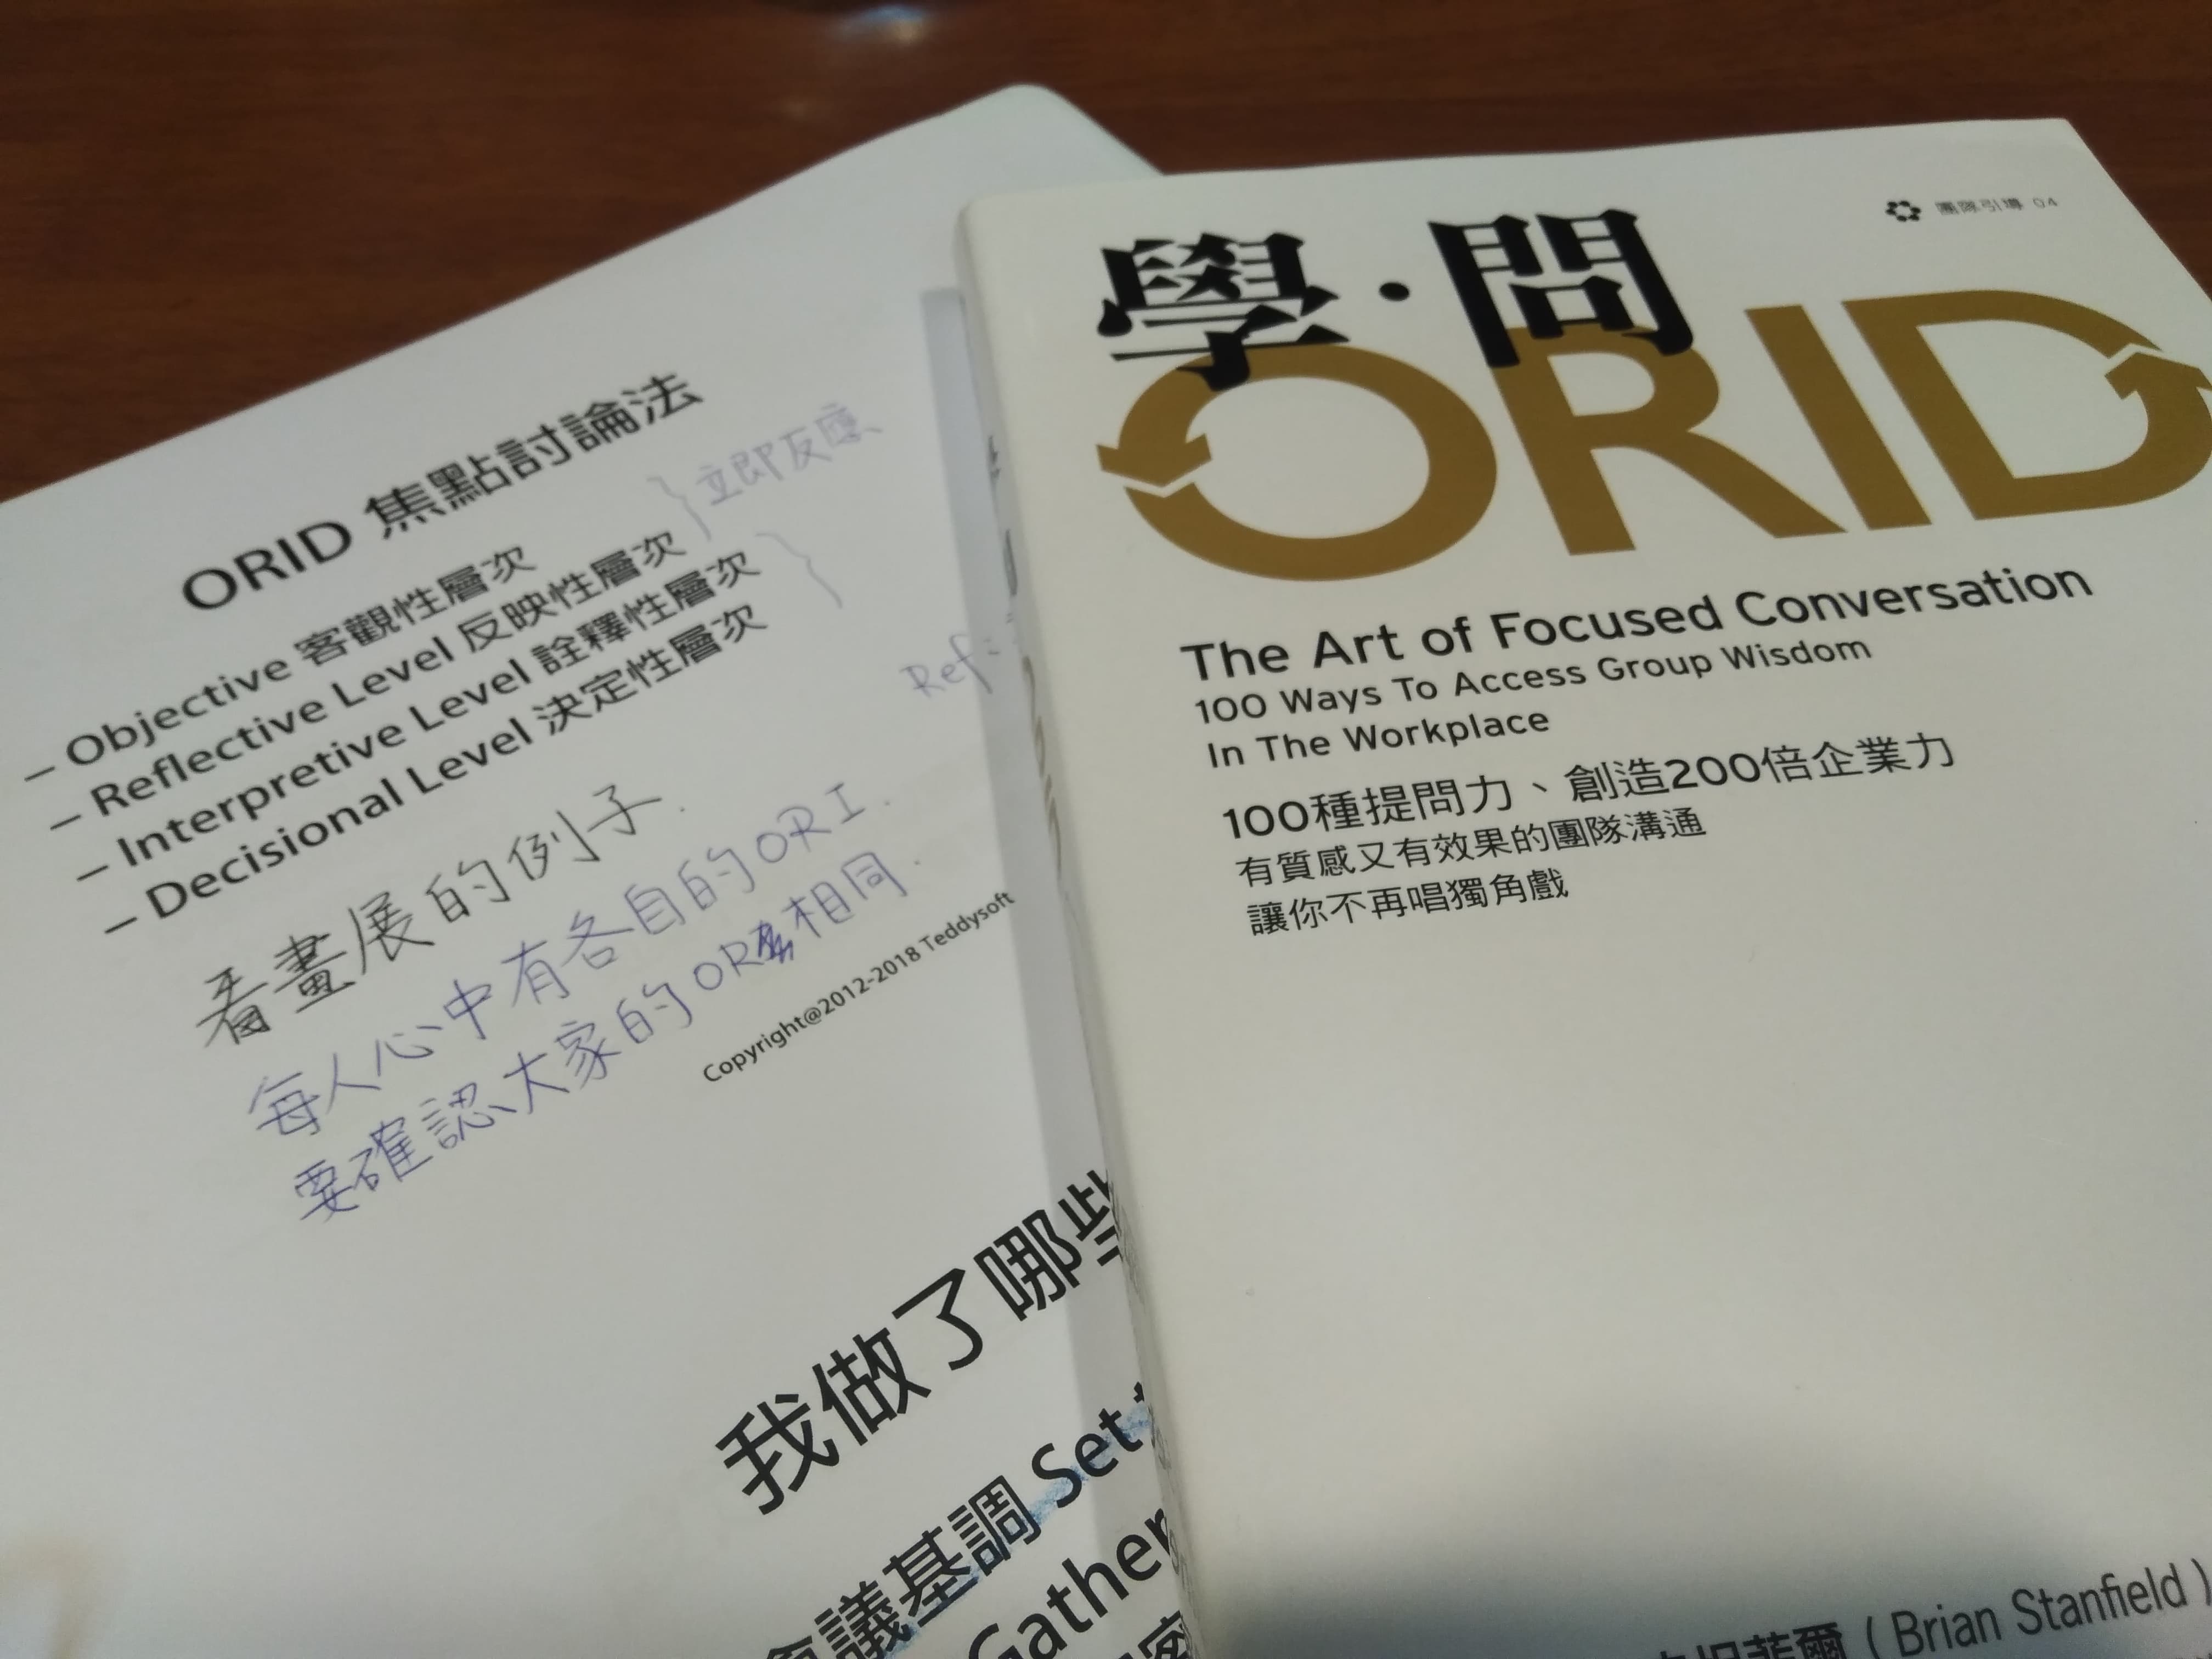 ORID 焦點討論法
– Objective 客觀性層次
– Reflective Level 反映性層次
– Interpretive Level 詮釋性層次
– Decisional Level 決定性層次
立即反應
Ref:
看畫展的例子.
每人心中有各自的ORI.
要確認大家的OR相同.
Copyright@2012-2018 Teddysoft
我做了哪些
會議基調 Set
Gather
團隊引導 04
學·問
ORID
The Art of Focused Conversation
100 Ways To Access Group Wisdom
In The Workplace
100種提問力、創造200倍企業力
有質感又有效果的團隊溝通
讓你不再唱獨角戲
坦菲爾（Brian Stanfield）